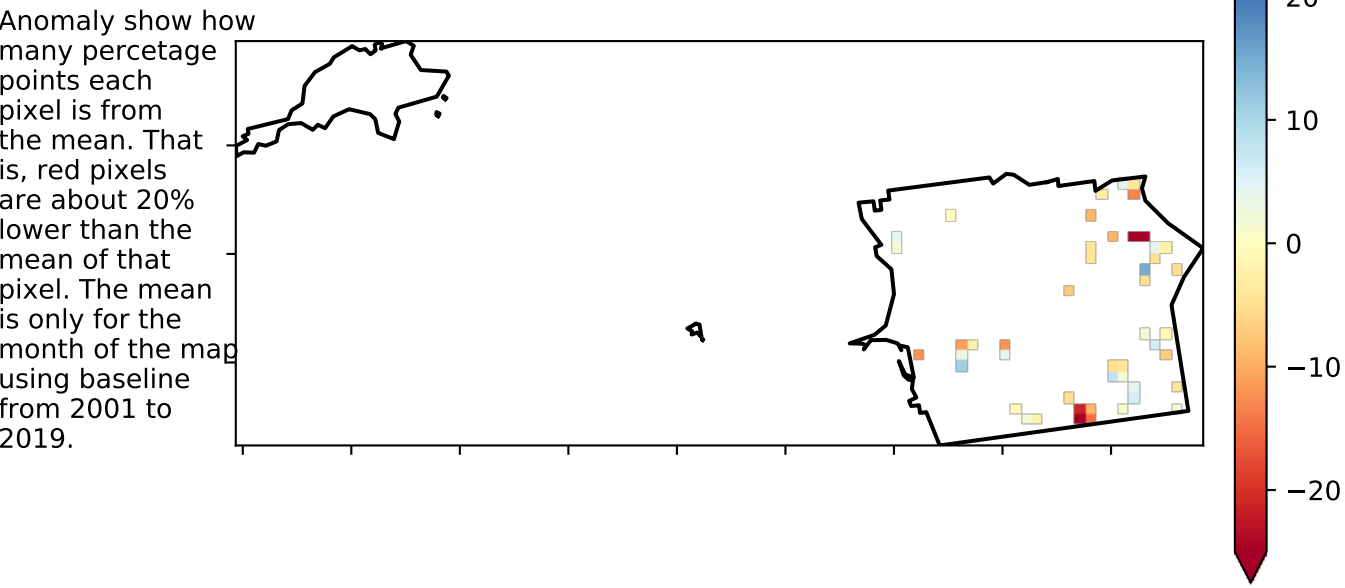 Anomaly show how
many percetage
points each
pixel is from
the mean. That
is, red pixels
are about 20%
lower than the
mean of that
pixel. The mean
is only for the
month of the map
using baseline
from 2001 to
2019.
20
10
0
−10
−20